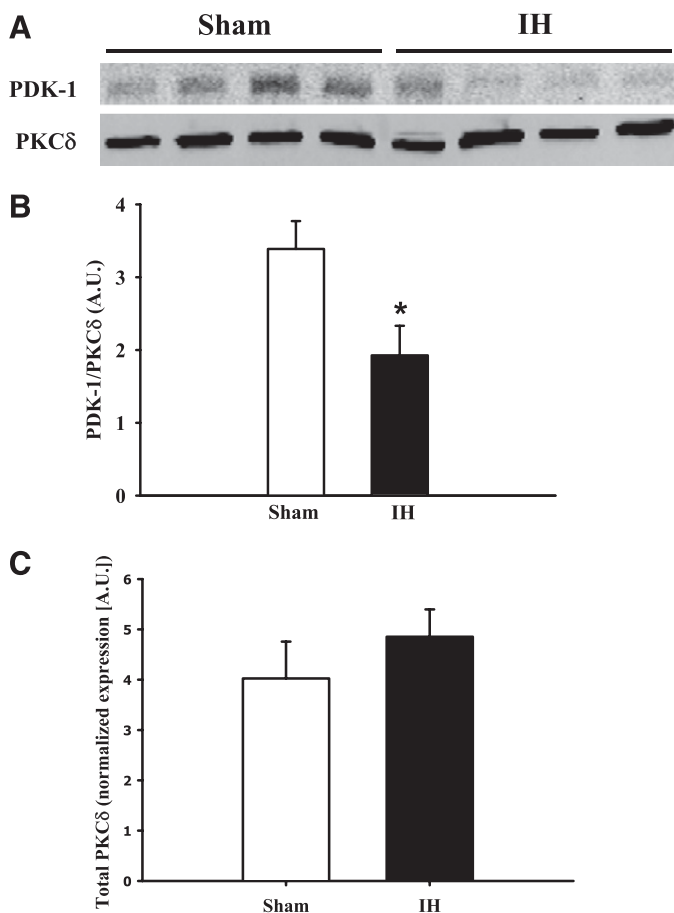 A
Sham IH
PDK-1
PKCδ
B
PDK-1/PKCδ (A.U.)
4
3
2
1
0
*
Sham IH
C
Total PKCδ (normalized expression [A.U.])
6
5
4
3
2
1
0
Sham IH